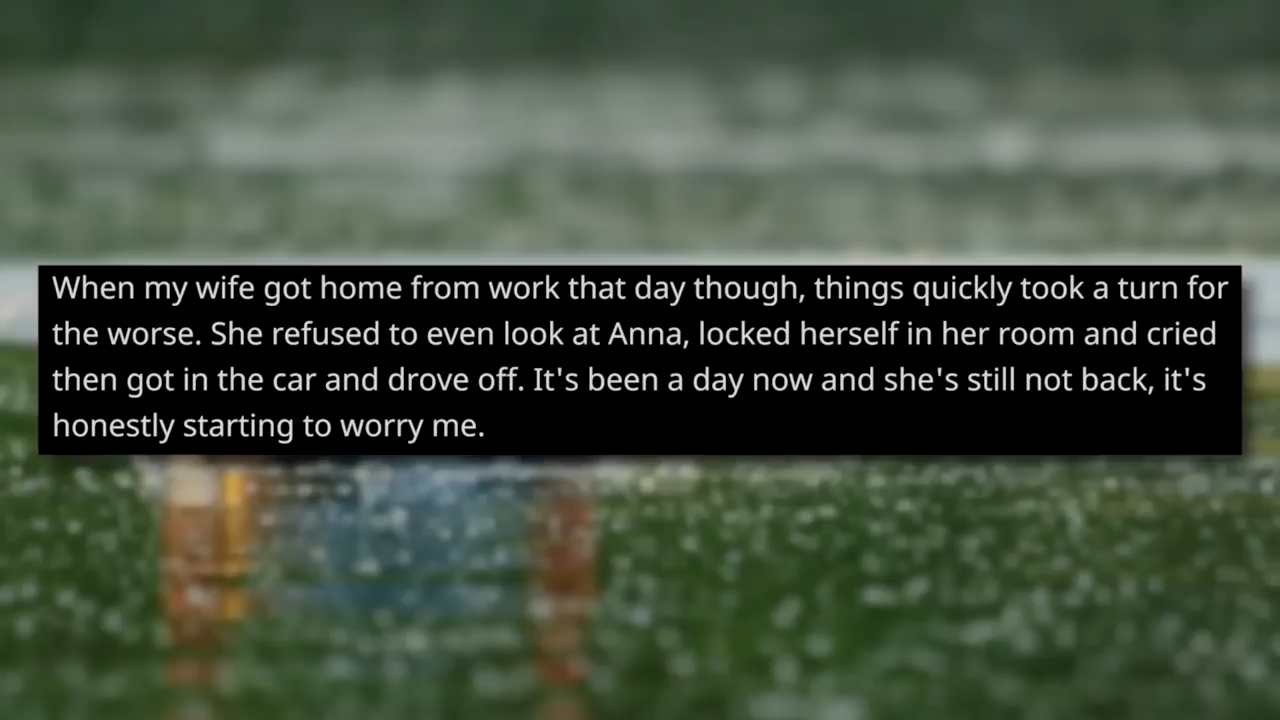 When my wife got home from work that day though, things quickly took a turn for
the worse. She refused to even look at Anna, locked herself in her room and cried
then got in the car and drove off. It's been a day now and she's still not back, it's
honestly starting to worry me.